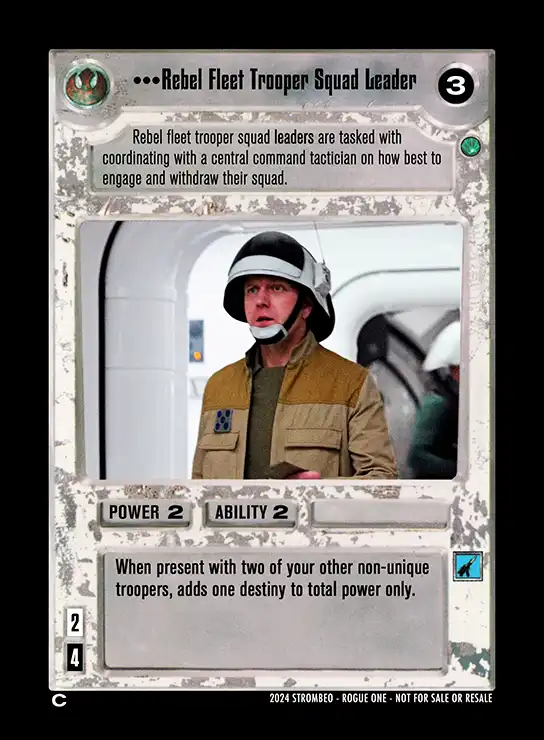 •••Rebel Fleet Trooper Squad Leader
3
Rebel fleet trooper squad leaders are tasked with
coordinating with a central command tactician on how best to
engage and withdraw their squad.
POWER 2
ABILITY 2
When present with two of your other non-unique
troopers, adds one destiny to total power only.
2
4
C
2024 STROMBEO - ROGUE ONE - NOT FOR SALE OR RESALE